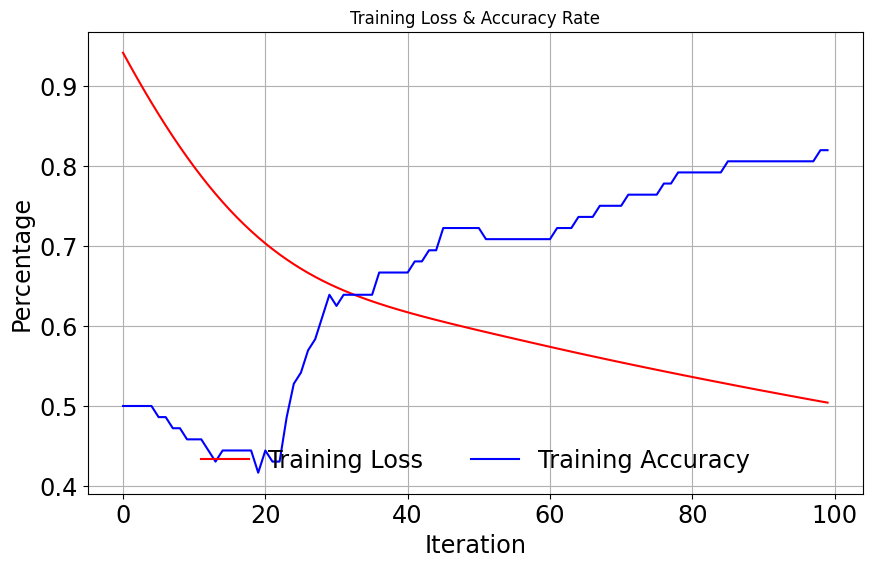 Training Loss & Accuracy Rate
Percentage
0.9
0.8
0.7
0.6
0.5
0.4
Training Loss Training Accuracy
0 20 40 60 80 100
Iteration